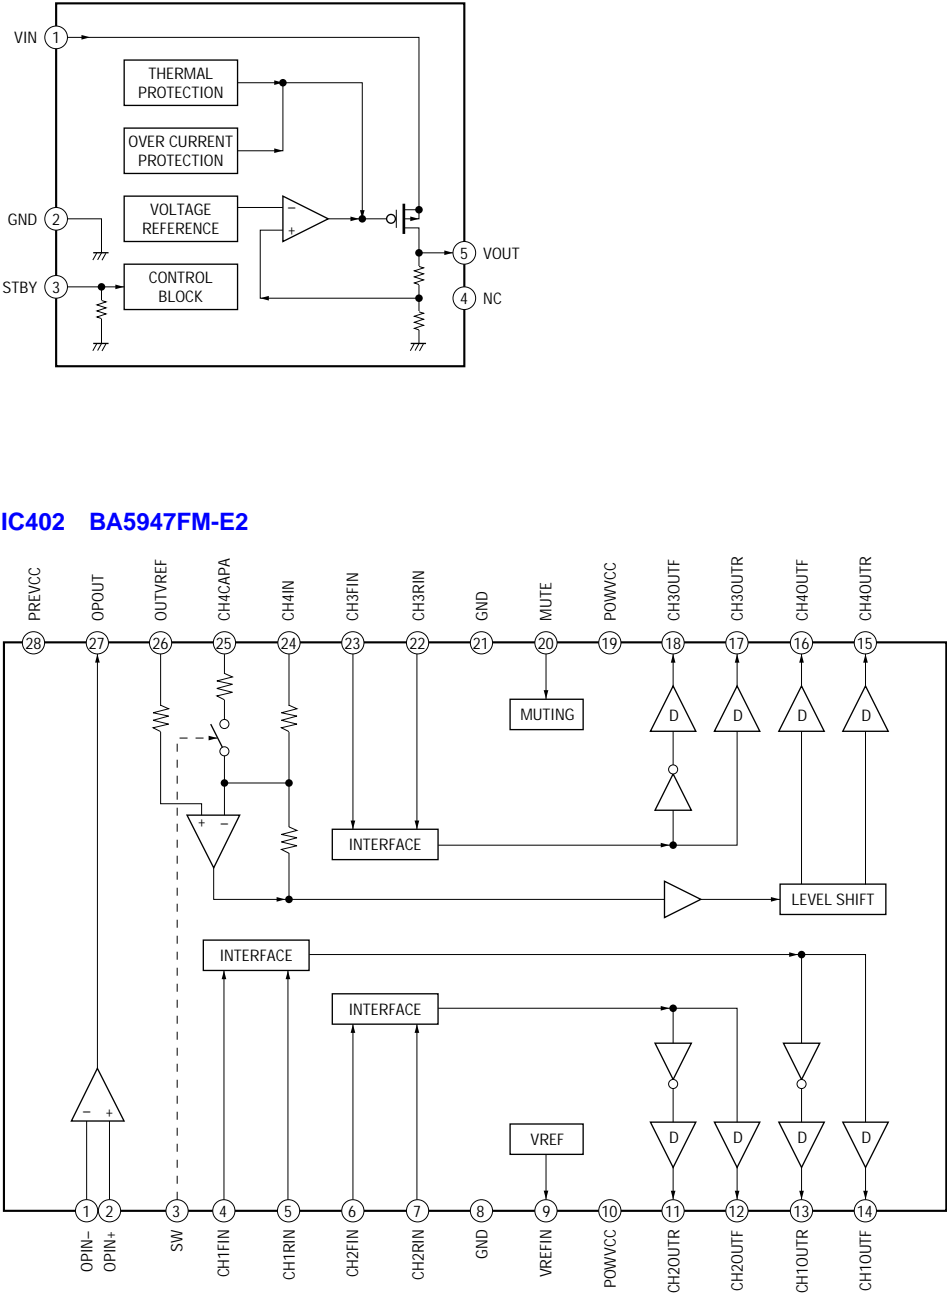 VIN 1
THERMAL
PROTECTION
OVER CURRENT
PROTECTION
VOLTAGE
REFERENCE
−
+
GND 2
5 VOUT
STBY 3
CONTROL
BLOCK
4 NC
IC402 BA5947FM-E2
PREVCC
OPOUT
OUTVREF
CH4CAPA
CH4IN
CH3FIN
CH3RIN
GND
MUTE
POWVCC
CH3OUTF
CH3OUTR
CH4OUTF
CH4OUTR
28 27 26 25 24 23 22 21 20 19 18 17 16 15
MUTING
D D D D
+ −
INTERFACE
LEVEL SHIFT
INTERFACE
INTERFACE
− +
VREF
D D D D
1 2 3 4 5 6 7 8 9 10 11 12 13 14
OPIN−
OPIN+
SW
CH1FIN
CH1RIN
CH2FIN
CH2RIN
GND
VREFIN
POWVCC
CH2OUTR
CH2OUTF
CH1OUTR
CH1OUTF